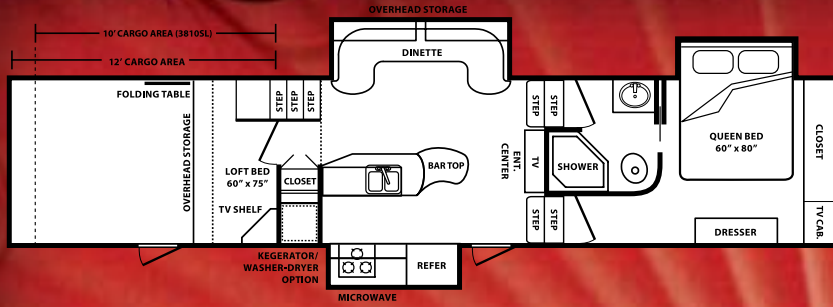 OVERHEAD STORAGE
10' CARGO AREA (3810SL)
12' CARGO AREA
DINETTE
FOLDING TABLE
OVERHEAD STORAGE
STEP
STEP
STEP
LOFT BED
60" x 75"
CLOSET
TV SHELF
KEGERATOR/
WASHER-DRYER
OPTION
BAR TOP
MICROWAVE
REFER
ENT.
CENTER
STEP
STEP
TV
STEP
STEP
SHOWER
QUEEN BED
60" x 80"
DRESSER
CLOSET
TV CAB.